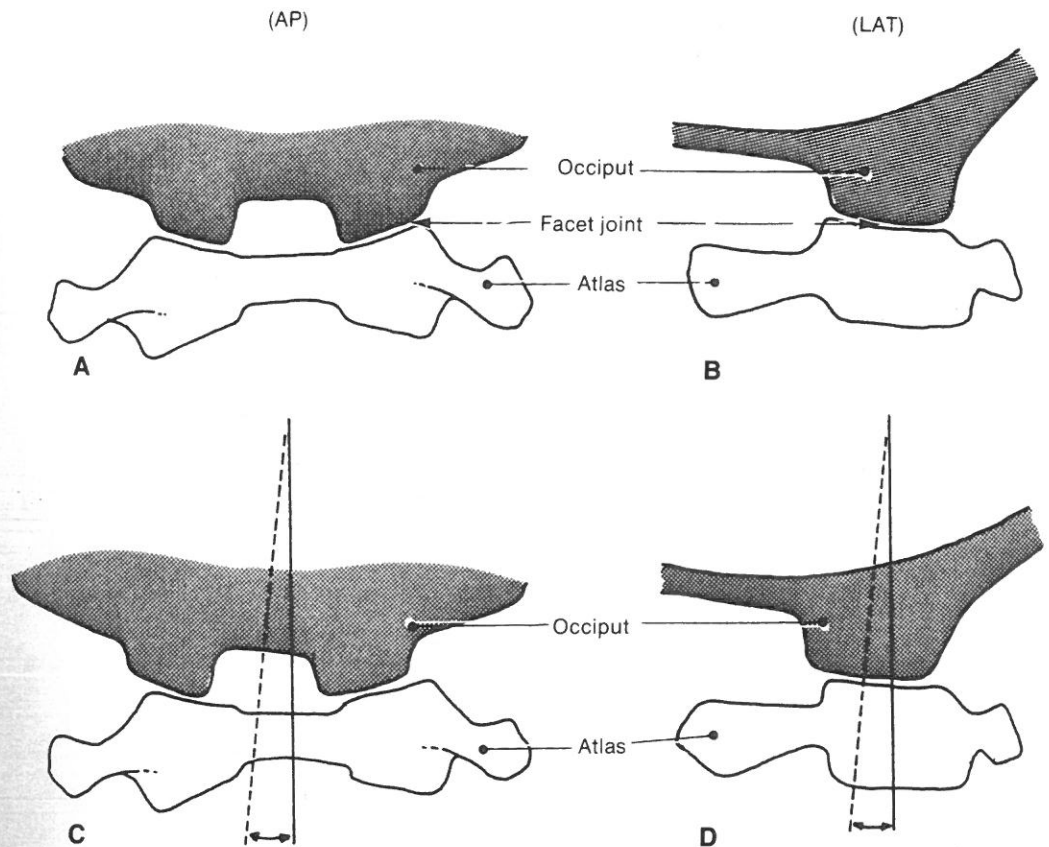 (AP)
(LAT)
Occiput
Facet joint
Atlas
A
B
Occiput
Atlas
C
D